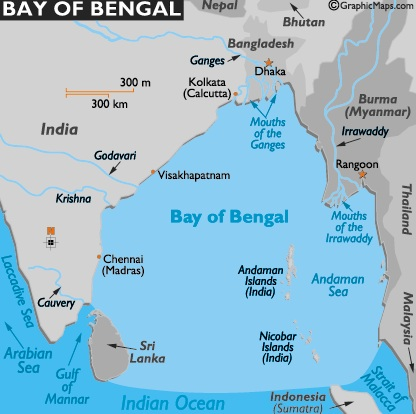 BAY OF BENGAL
©GraphicMaps.com
Nepal
Bhutan
Bangladesh
Ganges
Dhaka
300 m
300 km
Kolkata
(Calcutta)
Mouths
of the
Ganges
Burma
(Myanmar)
India
Irrawaddy
Godavari
Rangoon
Visakhapatnam
Krishna
Thailand
Bay of Bengal
Mouths
of the
Irrawaddy
Chennai
(Madras)
Andaman
Islands
(India)
Andaman
Sea
Laccadive Sea
Cauvery
Malaysia
Nicobar
Islands
(India)
Sri
Lanka
Arabian
Sea
Gulf
of
Mannar
Strait of
Malacca
Indian Ocean
Indonesia
(Sumatra)